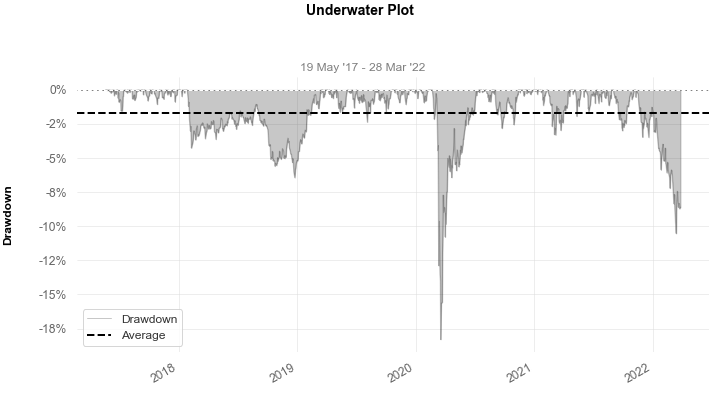 Underwater Plot
19 May '17 - 28 Mar '22
Drawdown
0%
-2%
-5%
-8%
-10%
-12%
-15%
-18%
Drawdown
Average
2018
2019
2020
2021
2022